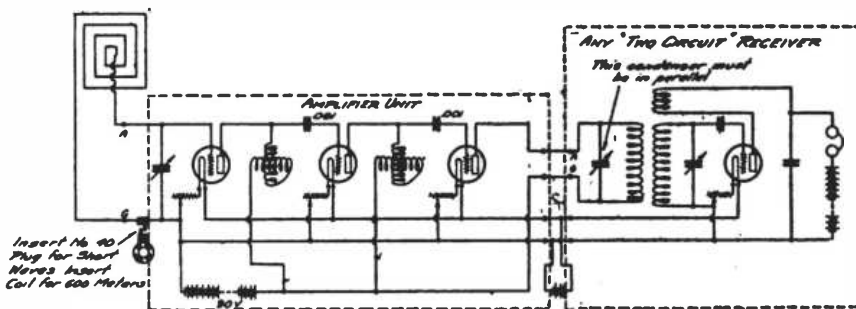 ANY "TWO CIRCUIT" RECEIVER
This condenser must
be in parallel
AMPLIFIER UNIT
.001
.001
A
G
Insert No 40
Plug for Short
Waves Insert
Coil for 600 Meters
90 V